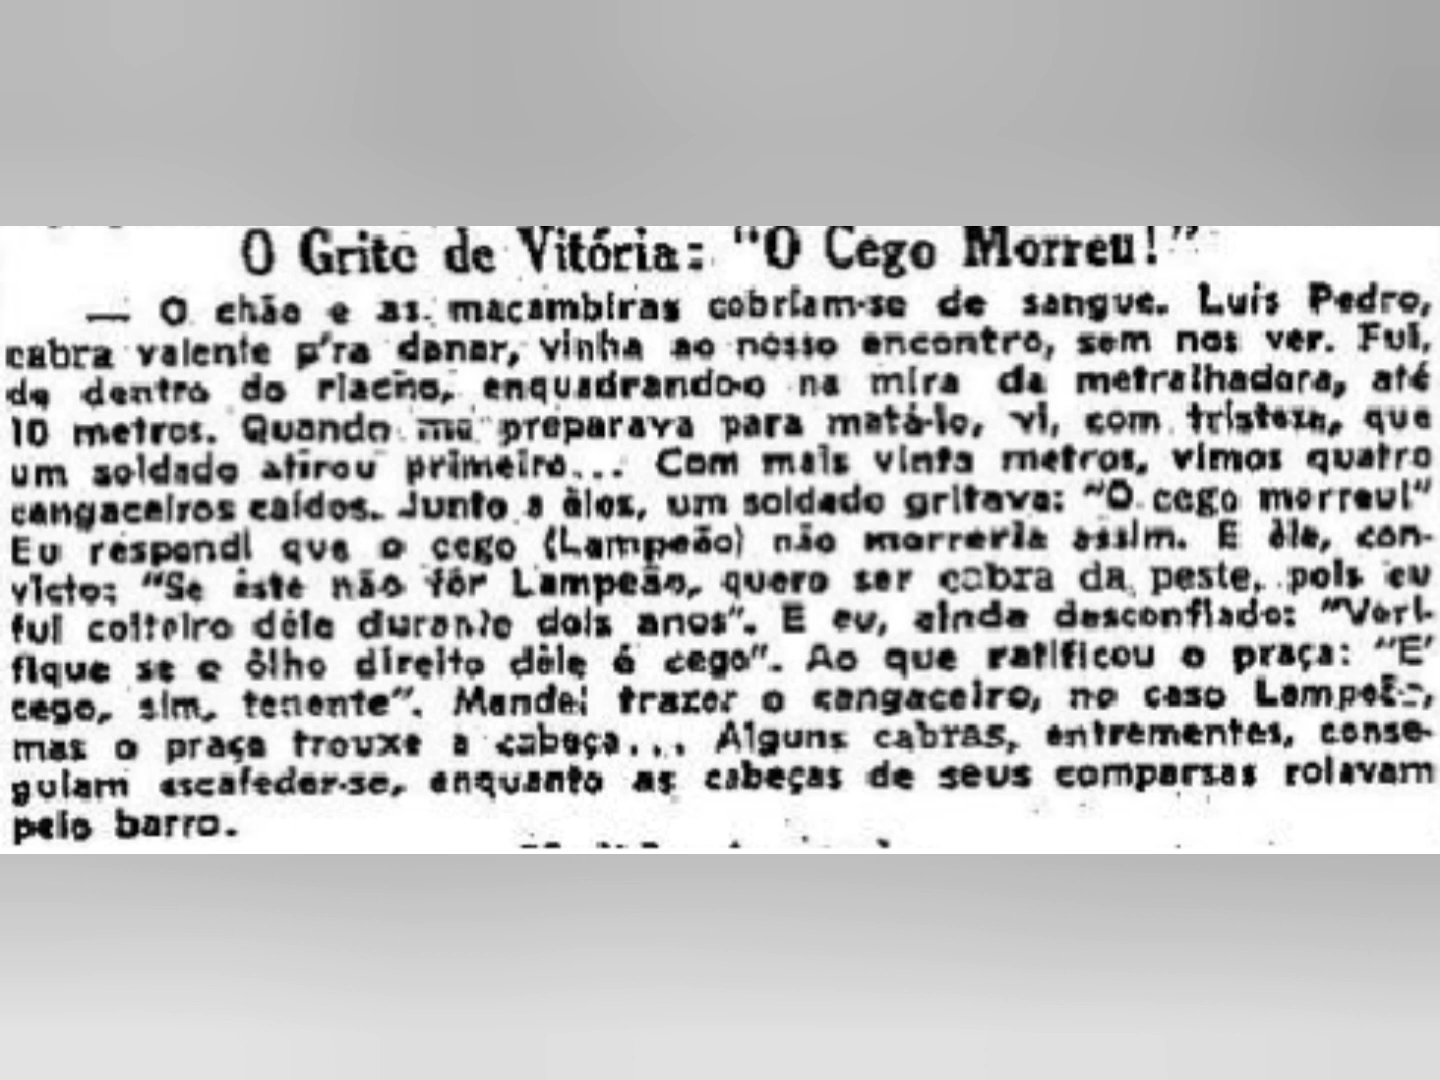 O Grito de Vitória: "O Cego Morreu!"
— O chão e as macambiras cobriam-se de sangue. Luis Pedro,
cabra valente p'ra danar, vinha ao nosso encontro, sem nos ver. Fui,
de dentro do riacho, enquadrando-o na mira da metralhadora, até
10 metros. Quando me preparava para matá-lo, vi, com tristeza, que
um soldado atirou primeiro... Com mais vinte metros, vimos quatro
cangaceiros caídos. Junto a êles, um soldado gritava: "O cego morreu!"
Eu respondi que o cego (Lampeão) não morreria assim. E êle, con-
victo: "Se êste não fôr Lampeão, quero ser cabra da peste, pois eu
fui coiteiro dêle durante dois anos". E eu, ainda desconfiado: "Veri-
fique se o ôlho direito dêle é cego". Ao que ratificou o praça: "E'
cego, sim, tenente". Mandei trazer o cangaceiro, no caso Lampeão,
mas o praça trouxe a cabeça... Alguns cabras, entrementes, conse-
guiam escafeder-se, enquanto as cabeças de seus comparsas rolavam
pelo barro.